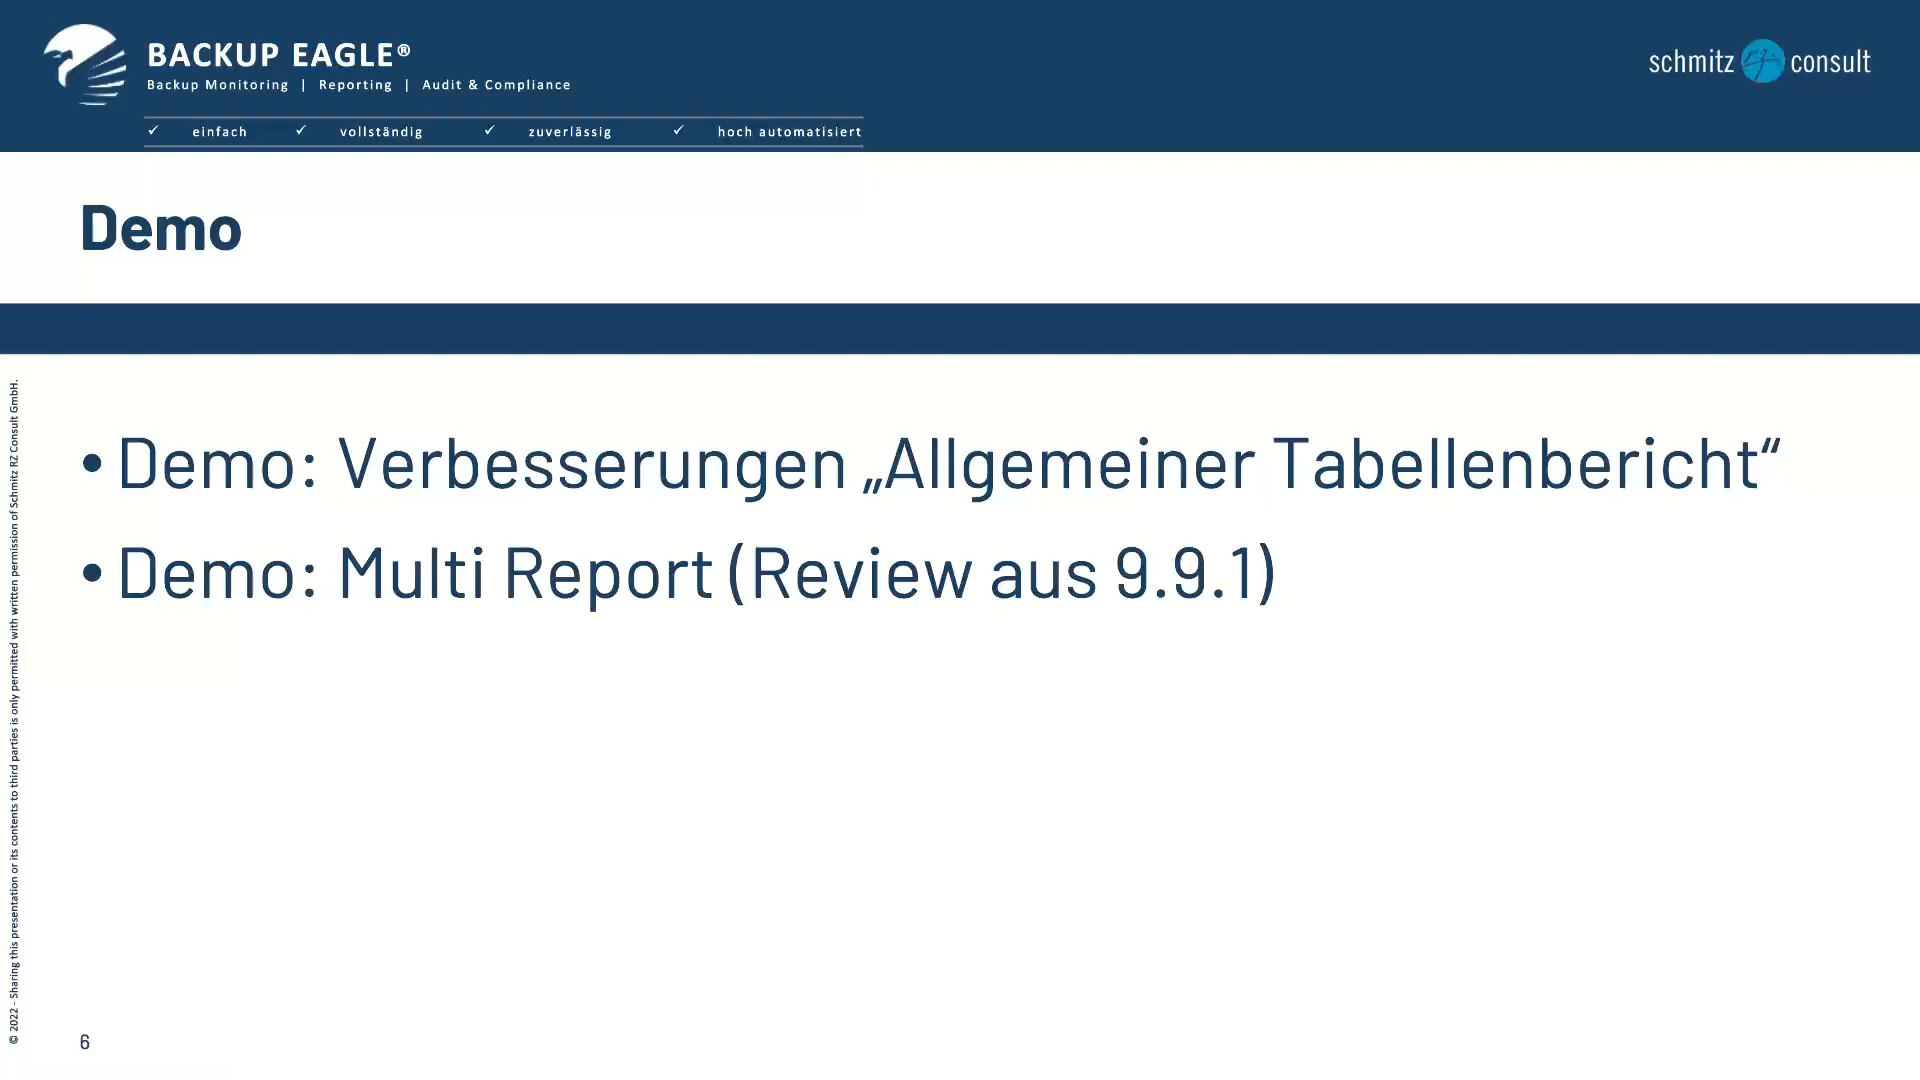 BACKUP EAGLE®
Backup Monitoring | Reporting | Audit & Compliance
✓ einfach ✓ vollständig ✓ zuverlässig ✓ hoch automatisiert
schmitz rz consult
Demo
• Demo: Verbesserungen „Allgemeiner Tabellenbericht“
• Demo: Multi Report (Review aus 9.9.1)
© 2022 - Sharing this presentation or its contents to third parties is only permitted with written permission of Schmitz RZ Consult GmbH.
6